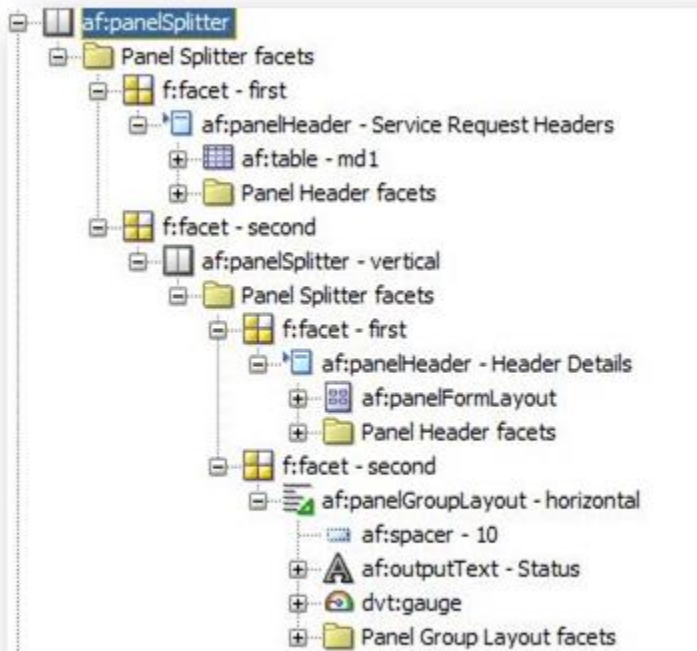 af:panelSplitter
Panel Splitter facets
f:facet - first
af:panelHeader - Service Request Headers
af:table - md1
Panel Header facets
f:facet - second
af:panelSplitter - vertical
Panel Splitter facets
f:facet - first
af:panelHeader - Header Details
af:panelFormLayout
Panel Header facets
f:facet - second
af:panelGroupLayout - horizontal
af:spacer - 10
af:outputText - Status
dvt:gauge
Panel Group Layout facets